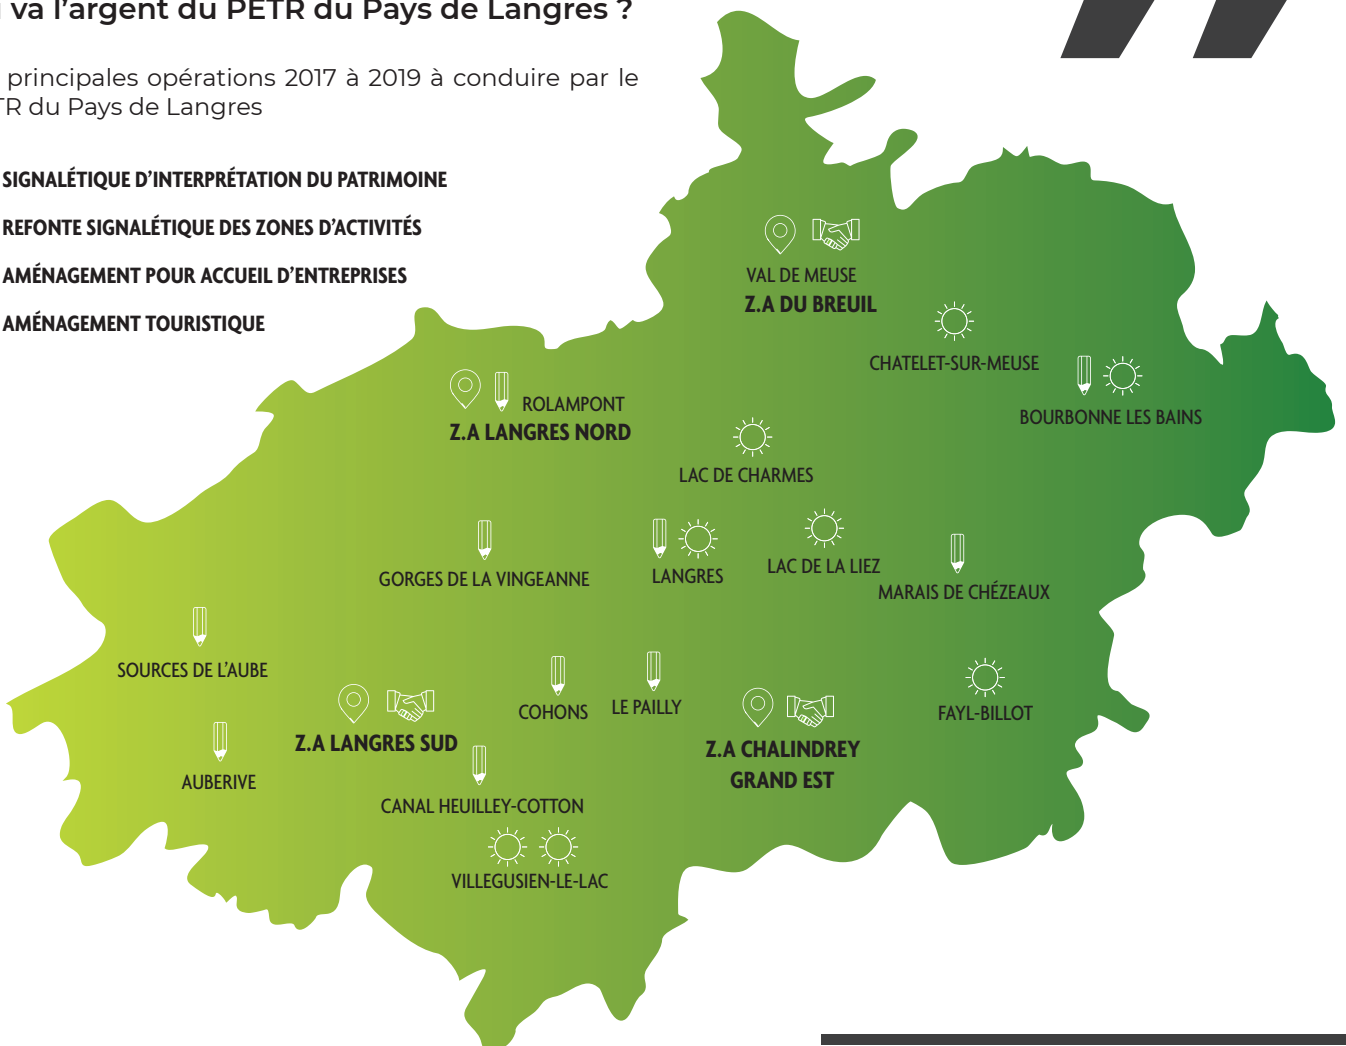 va l'argent du PETR du Pays de Langres ?
principales opérations 2017 à 2019 à conduire par le
TR du Pays de Langres
SIGNALÉTIQUE D'INTERPRÉTATION DU PATRIMOINE
REFONTE SIGNALÉTIQUE DES ZONES D'ACTIVITÉS
AMÉNAGEMENT POUR ACCUEIL D'ENTREPRISES
AMÉNAGEMENT TOURISTIQUE
VAL DE MEUSE
Z.A DU BREUIL
CHATELET-SUR-MEUSE
BOURBONNE LES BAINS
ROLAMPONT
Z.A LANGRES NORD
LAC DE CHARMES
GORGES DE LA VINGEANNE
LANGRES
LAC DE LA LIEZ
MARAIS DE CHÉZEAUX
SOURCES DE L'AUBE
COHONS
LE PAILLY
FAYL-BILLOT
Z.A LANGRES SUD
Z.A CHALINDREY
GRAND EST
AUBERIVE
CANAL HEUILLEY-COTTON
VILLEGUSIEN-LE-LAC